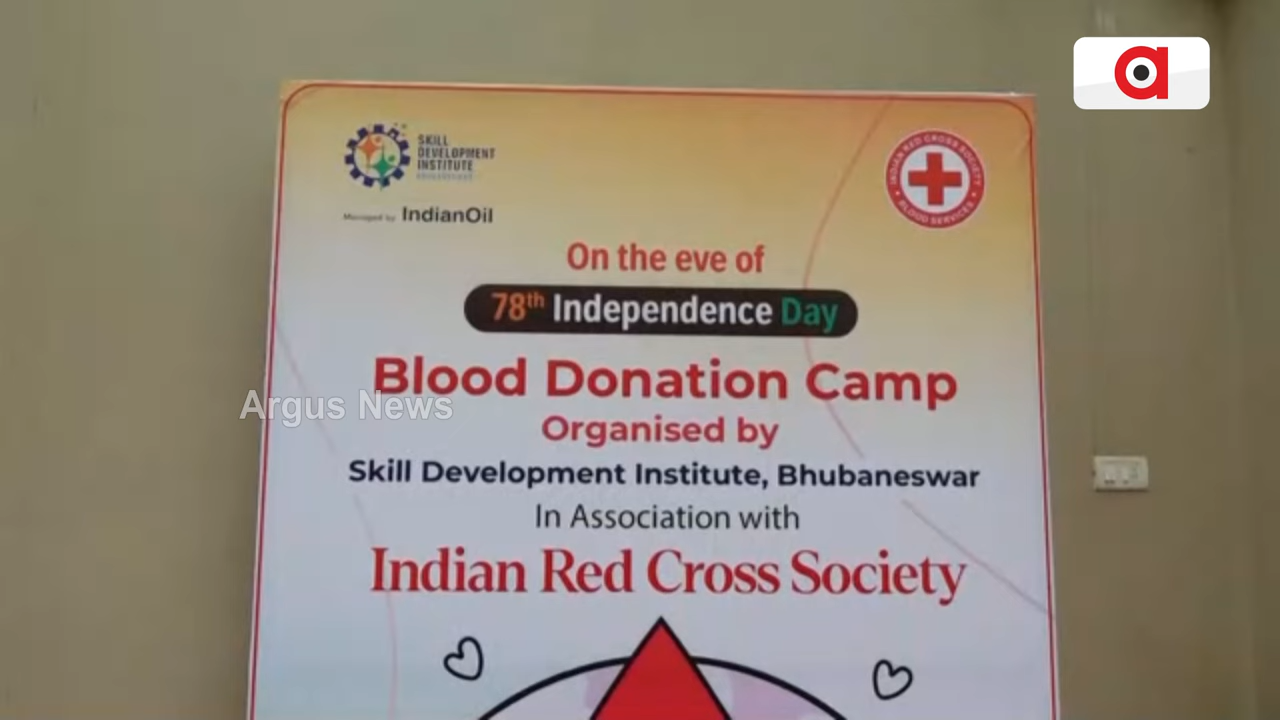 SKILL
DEVELOPMENT
INSTITUTE
Managed by IndianOil
INDIAN RED CROSS SOCIETY
BLOOD SERVICES
On the eve of
78th Independence Day
Blood Donation Camp
Argus News
Organised by
Skill Development Institute, Bhubaneswar
In Association with
Indian Red Cross Society